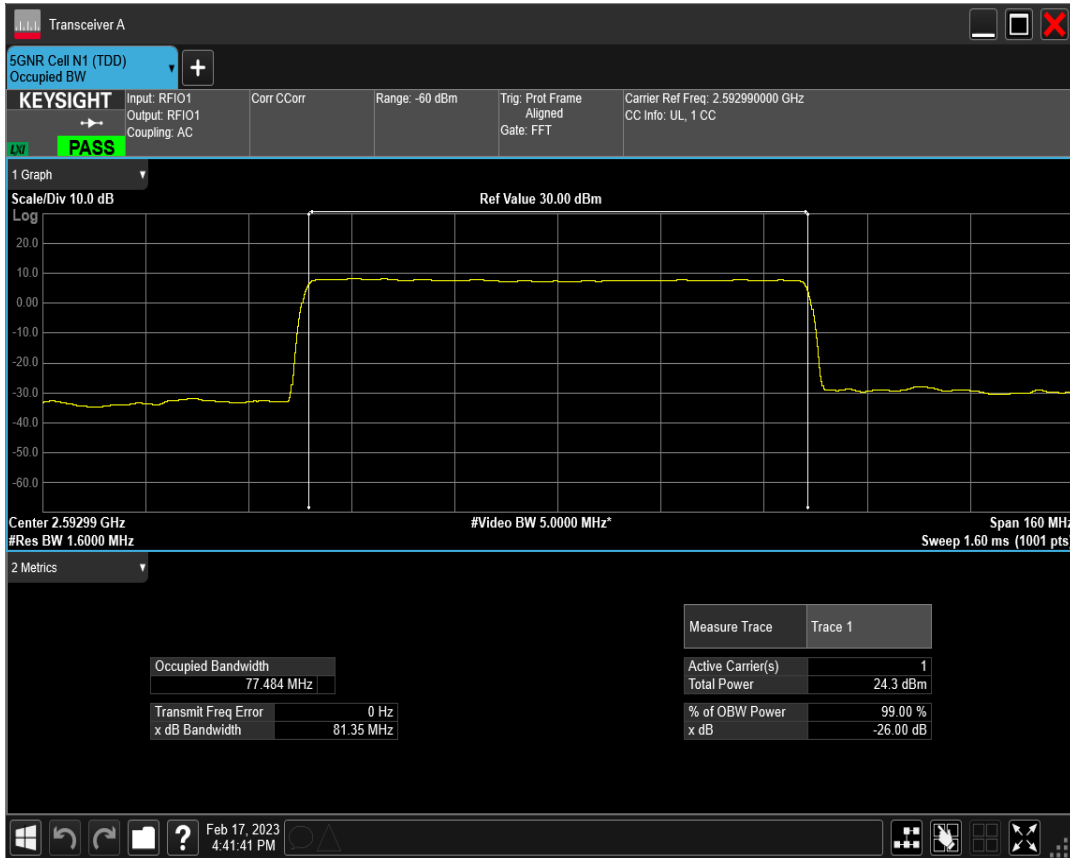 Transceiver A
5GNR Cell N1 (TDD)
Occupied BW
+
KEYSIGHT
LXI
PASS
Input: RFIO1
Output: RFIO1
Coupling: AC
Corr CCorr
Range: -60 dBm
Trig: Prot Frame
Aligned
Gate: FFT
Carrier Ref Freq: 2.592990000 GHz
CC Info: UL, 1 CC
1 Graph
Scale/Div 10.0 dB
Ref Value 30.00 dBm
Log
20.0
10.0
0.00
-10.0
-20.0
-30.0
-40.0
-50.0
-60.0
Center 2.59299 GHz
#Video BW 5.0000 MHz*
Span 160 MHz
#Res BW 1.6000 MHz
Sweep 1.60 ms (1001 pts)
2 Metrics
Measure Trace Trace 1
Occupied Bandwidth
77.484 MHz
Active Carrier(s) 1
Total Power 24.3 dBm
Transmit Freq Error 0 Hz
x dB Bandwidth 81.35 MHz
% of OBW Power 99.00 %
x dB -26.00 dB
?
Feb 17, 2023
4:41:41 PM